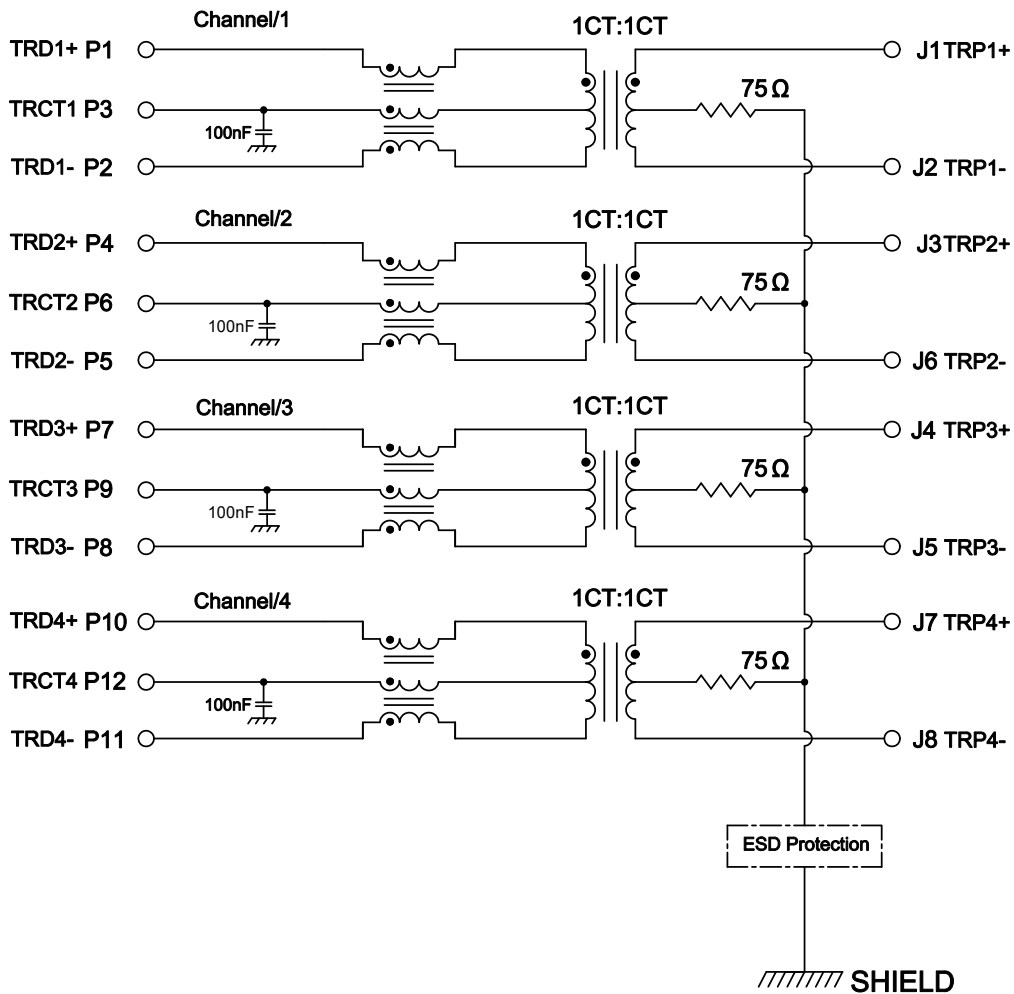 Channel/1
1CT:1CT
TRD1+ P1
J1 TRP1+
75Ω
TRCT1 P3
100nF
TRD1- P2
J2 TRP1-
Channel/2
1CT:1CT
TRD2+ P4
J3 TRP2+
75Ω
TRCT2 P6
100nF
TRD2- P5
J6 TRP2-
Channel/3
1CT:1CT
TRD3+ P7
J4 TRP3+
75Ω
TRCT3 P9
100nF
TRD3- P8
J5 TRP3-
Channel/4
1CT:1CT
TRD4+ P10
J7 TRP4+
75Ω
TRCT4 P12
100nF
TRD4- P11
J8 TRP4-
ESD Protection
SHIELD